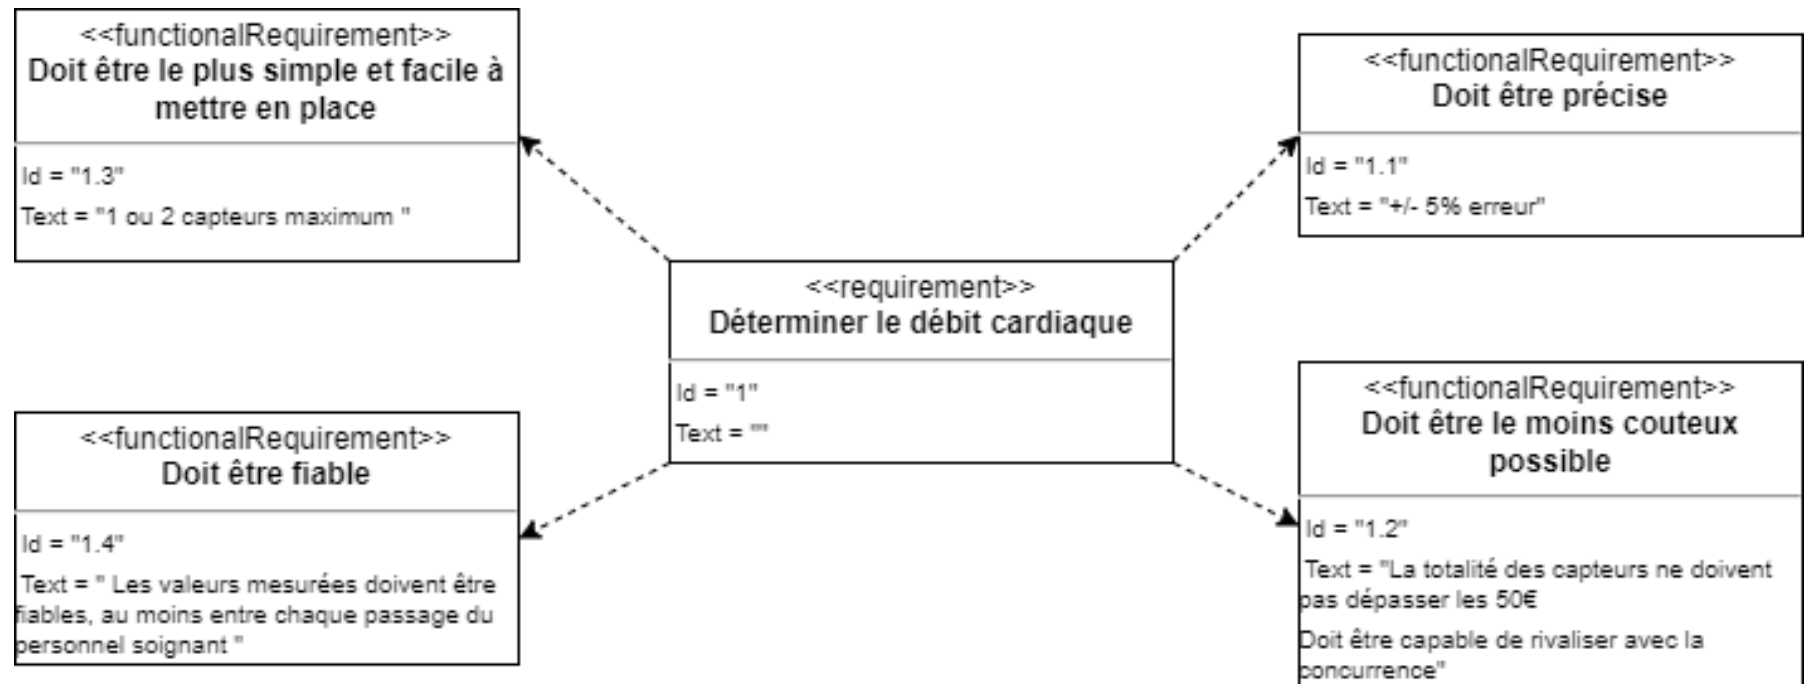 <<functionalRequirement>>
Doit être le plus simple et facile à
mettre en place
Id = "1.3"
Text = "1 ou 2 capteurs maximum "
<<functionalRequirement>>
Doit être précise
Id = "1.1"
Text = "+/- 5% erreur"
<<requirement>>
Déterminer le débit cardiaque
Id = "1"
Text = ""
<<functionalRequirement>>
Doit être fiable
Id = "1.4"
Text = " Les valeurs mesurées doivent être
fiables, au moins entre chaque passage du
personnel soignant "
<<functionalRequirement>>
Doit être le moins couteux
possible
Id = "1.2"
Text = "La totalité des capteurs ne doivent
pas dépasser les 50€
Doit être capable de rivaliser avec la
concurrence"